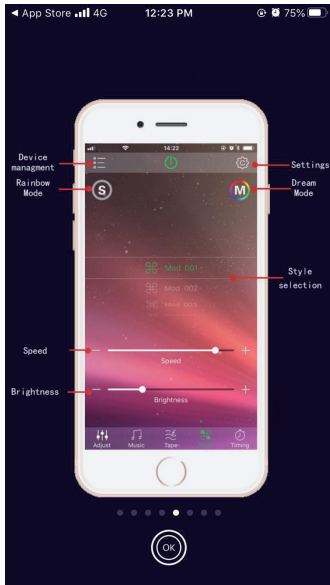 App Store 4G 12:23 PM 75%
14:22
Device
managment
Settings
Rainbow
Mode
S
M
Dream
Mode
Mod 001
Mod 002
Mod 003
Style
selection
Speed
Speed
Brightness
Brightness
Adjust Music Tape Timing
OK